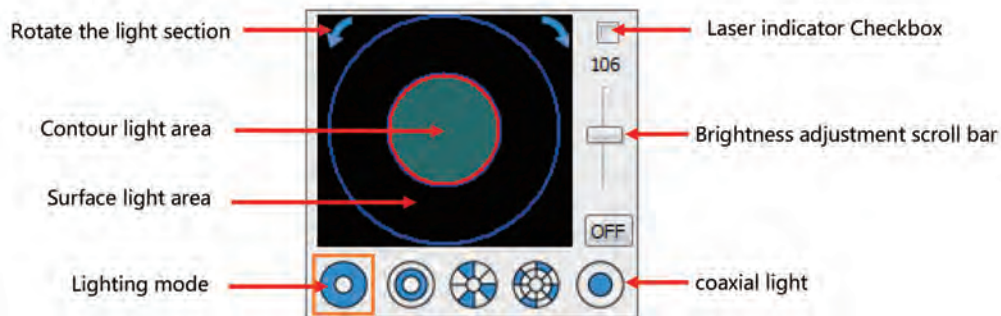 Rotate the light section
Laser indicator Checkbox
106
Contour light area
Brightness adjustment scroll bar
Surface light area
OFF
Lighting mode
coaxial light